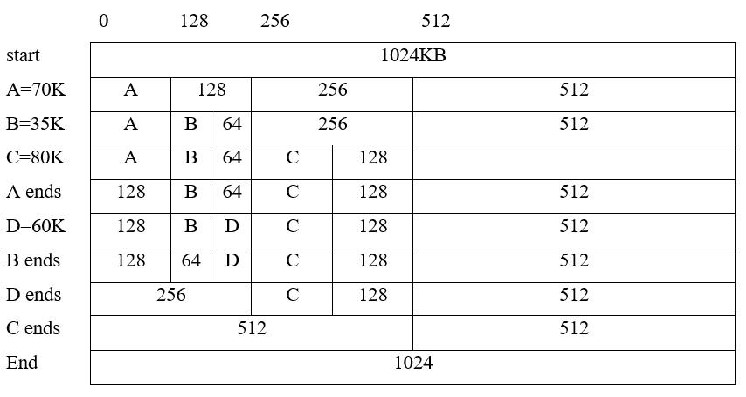 0 128 256 512
start 1024KB
A=70K A 128 256 512
B=35K A B 64 256 512
C=80K A B 64 C 128
A ends 128 B 64 C 128 512
D=60K 128 B D C 128 512
B ends 128 64 D C 128 512
D ends 256 C 128 512
C ends 512 512
End 1024